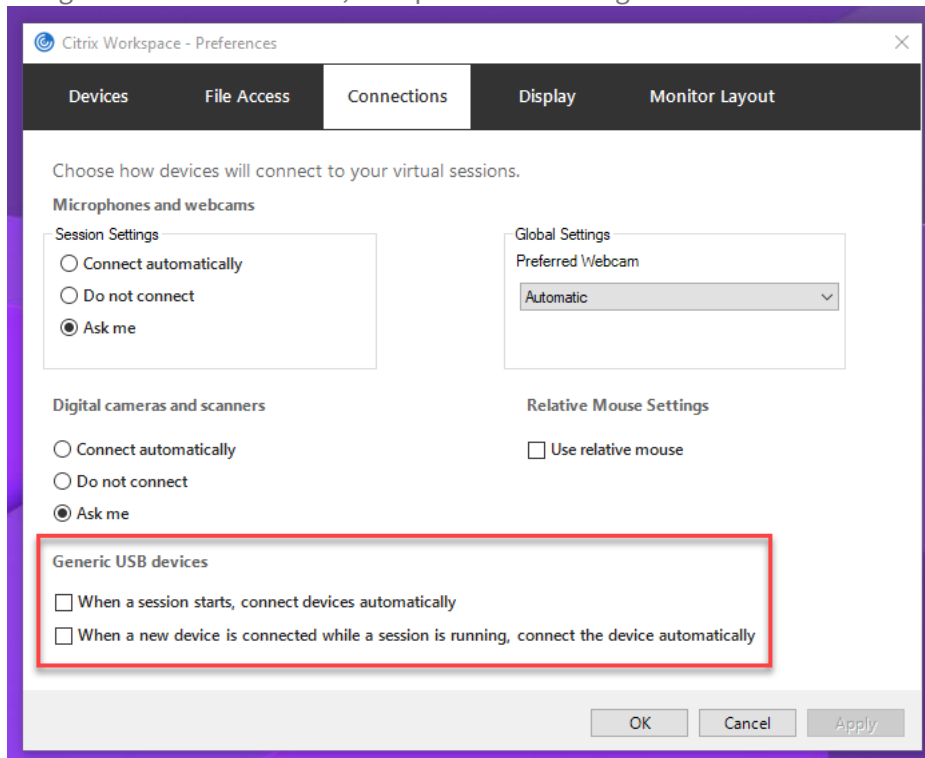 Citrix Workspace - Preferences
Devices File Access Connections Display Monitor Layout
Choose how devices will connect to your virtual sessions.
Microphones and webcams
Session Settings
Connect automatically
Do not connect
Ask me
Global Settings
Preferred Webcam
Automatic
Digital cameras and scanners
Connect automatically
Do not connect
Ask me
Relative Mouse Settings
Use relative mouse
Generic USB devices
When a session starts, connect devices automatically
When a new device is connected while a session is running, connect the device automatically
OK Cancel Apply